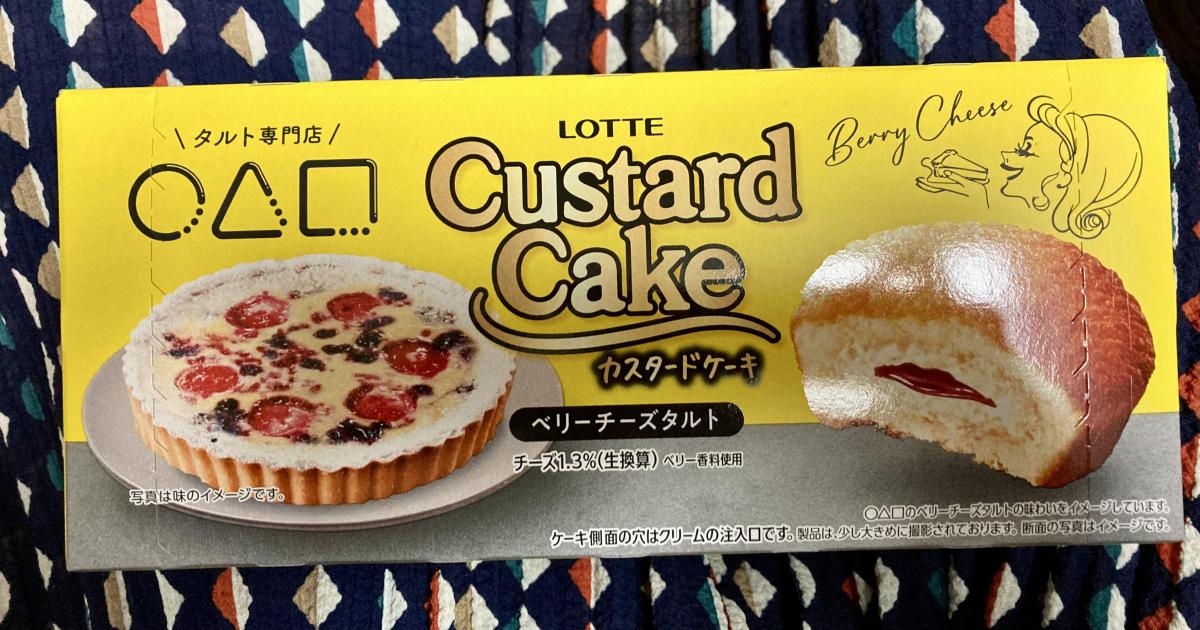 \ タルト専門店 /
○△□
LOTTE
Custard
Cake
カスタードケーキ
ベリーチーズタルト
チーズ1.3%(生換算) ベリー香料使用
Berry Cheese
写真は味のイメージです。
○△□のベリーチーズタルトの味わいをイメージしています。
ケーキ側面の穴はクリームの注入口です。製品は、少し大きめに撮影されております。断面の写真はイメージです。